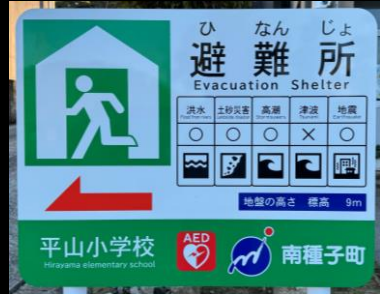 ひ なん じょ
避難所
Evacuation Shelter
洪水 土砂災害 高潮 津波 地震
○ ○ ○ × ○
地盤の高さ 標高 9m
平山小学校
Hirayama elementary school
AED
南種子町